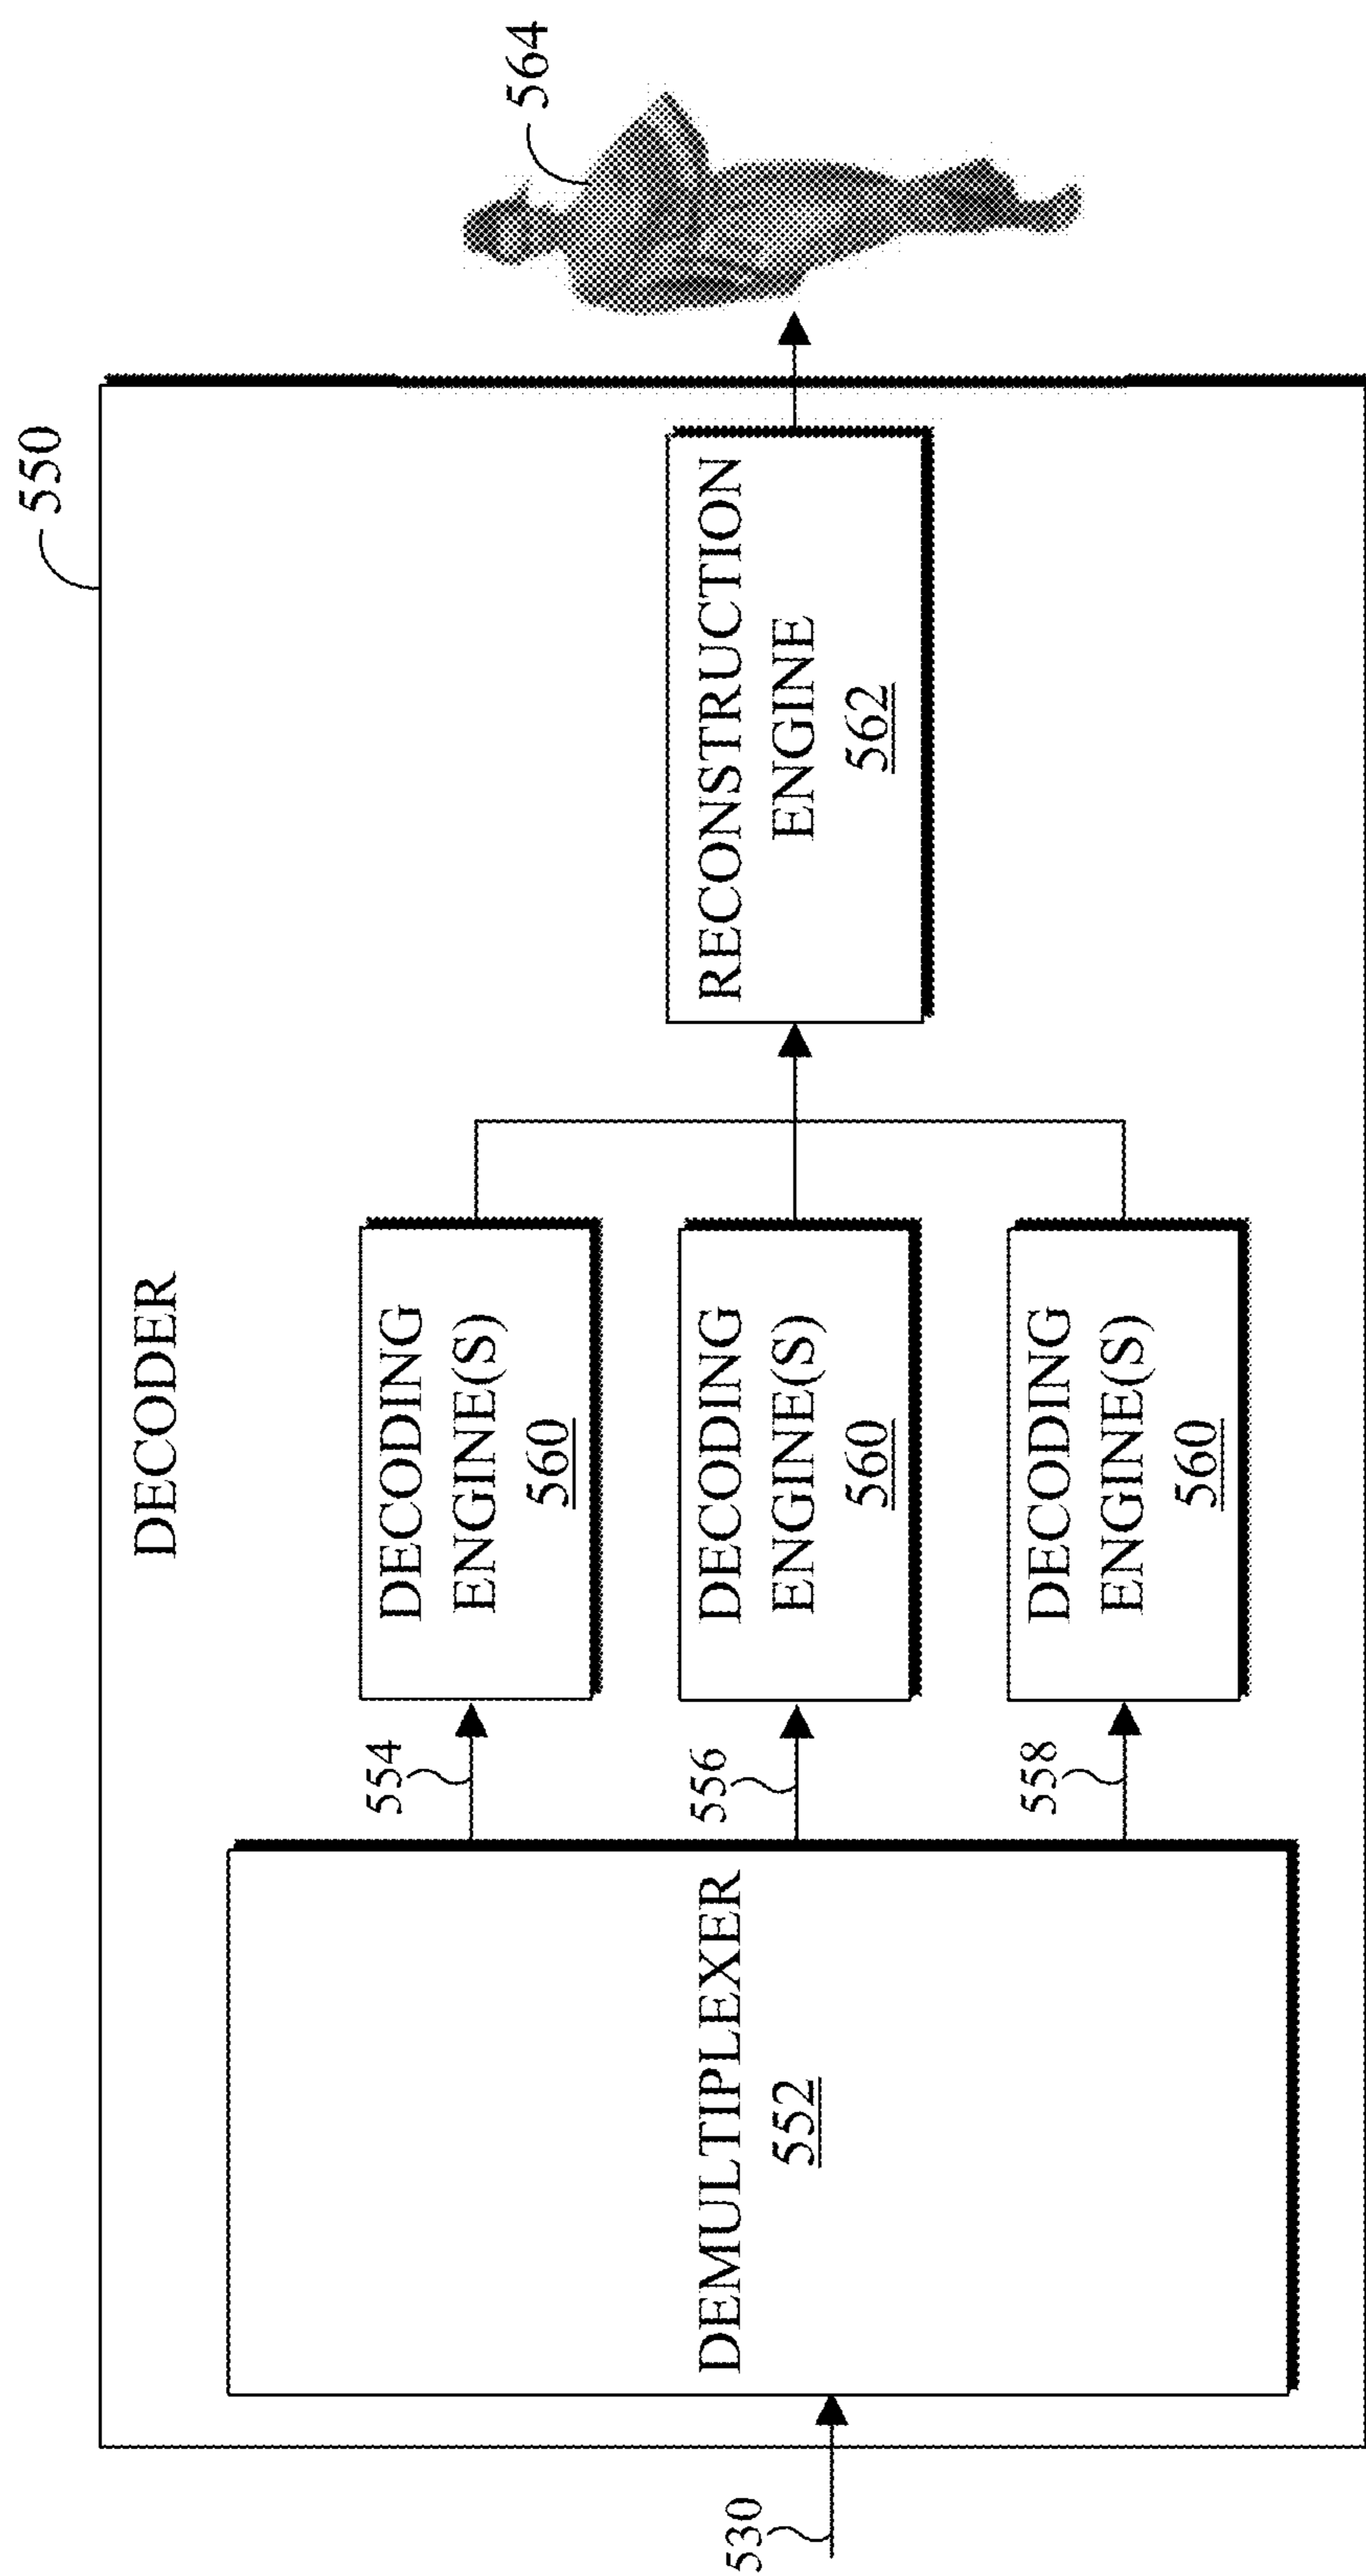 550
DECODER
564
530
DEMULTIPLEXER
552
554
DECODING
ENGINE(S)
560
556
DECODING
ENGINE(S)
560
558
DECODING
ENGINE(S)
560
RECONSTRUCTION
ENGINE
562